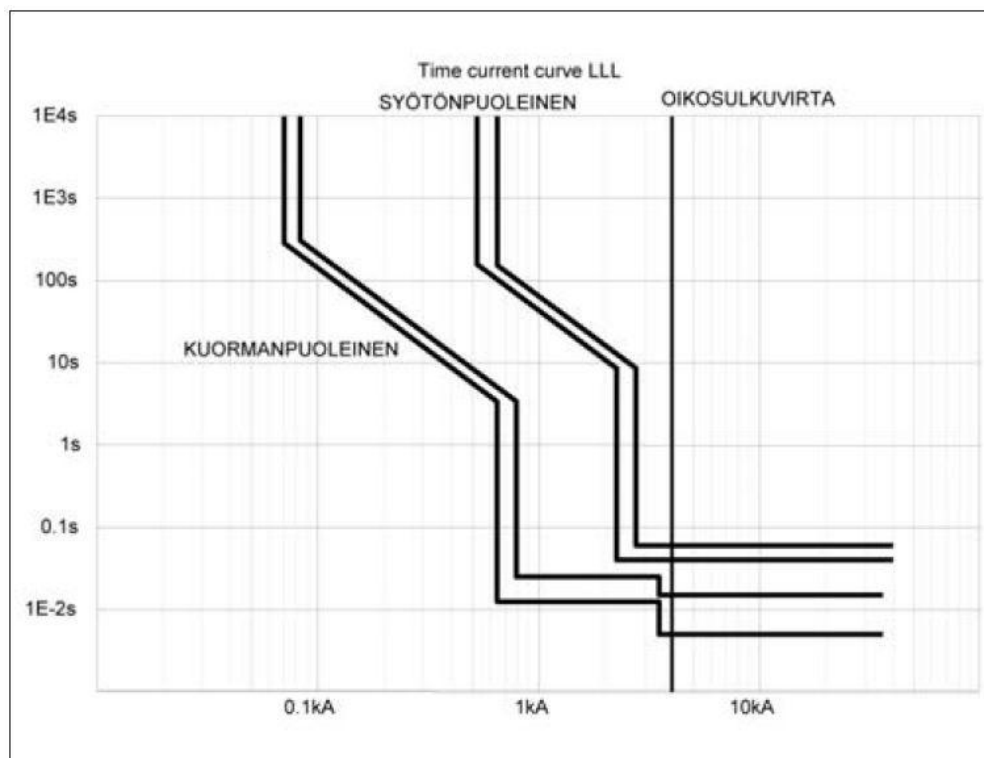 Time current curve LLL
SYÖTÖNPUOLEINEN
OIKOSULKUVIRTA
1E4s
1E3s
100s
KUORMANPUOLEINEN
10s
1s
0.1s
1E-2s
0.1kA
1kA
10kA